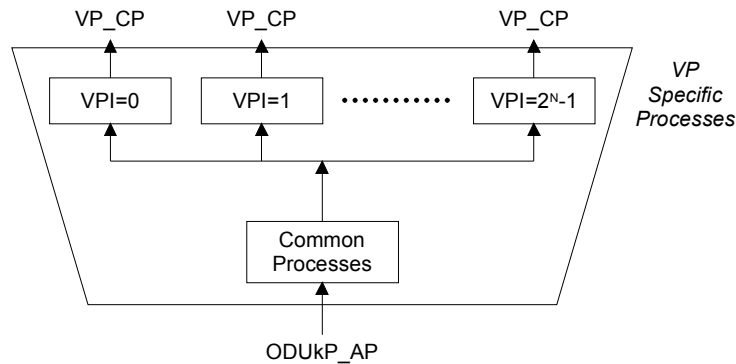 VP_CP VP_CP VP_CP
VPI=0 VPI=1 VPI=2ᴺ-1
VP
Specific
Processes
Common
Processes
ODUkP_AP